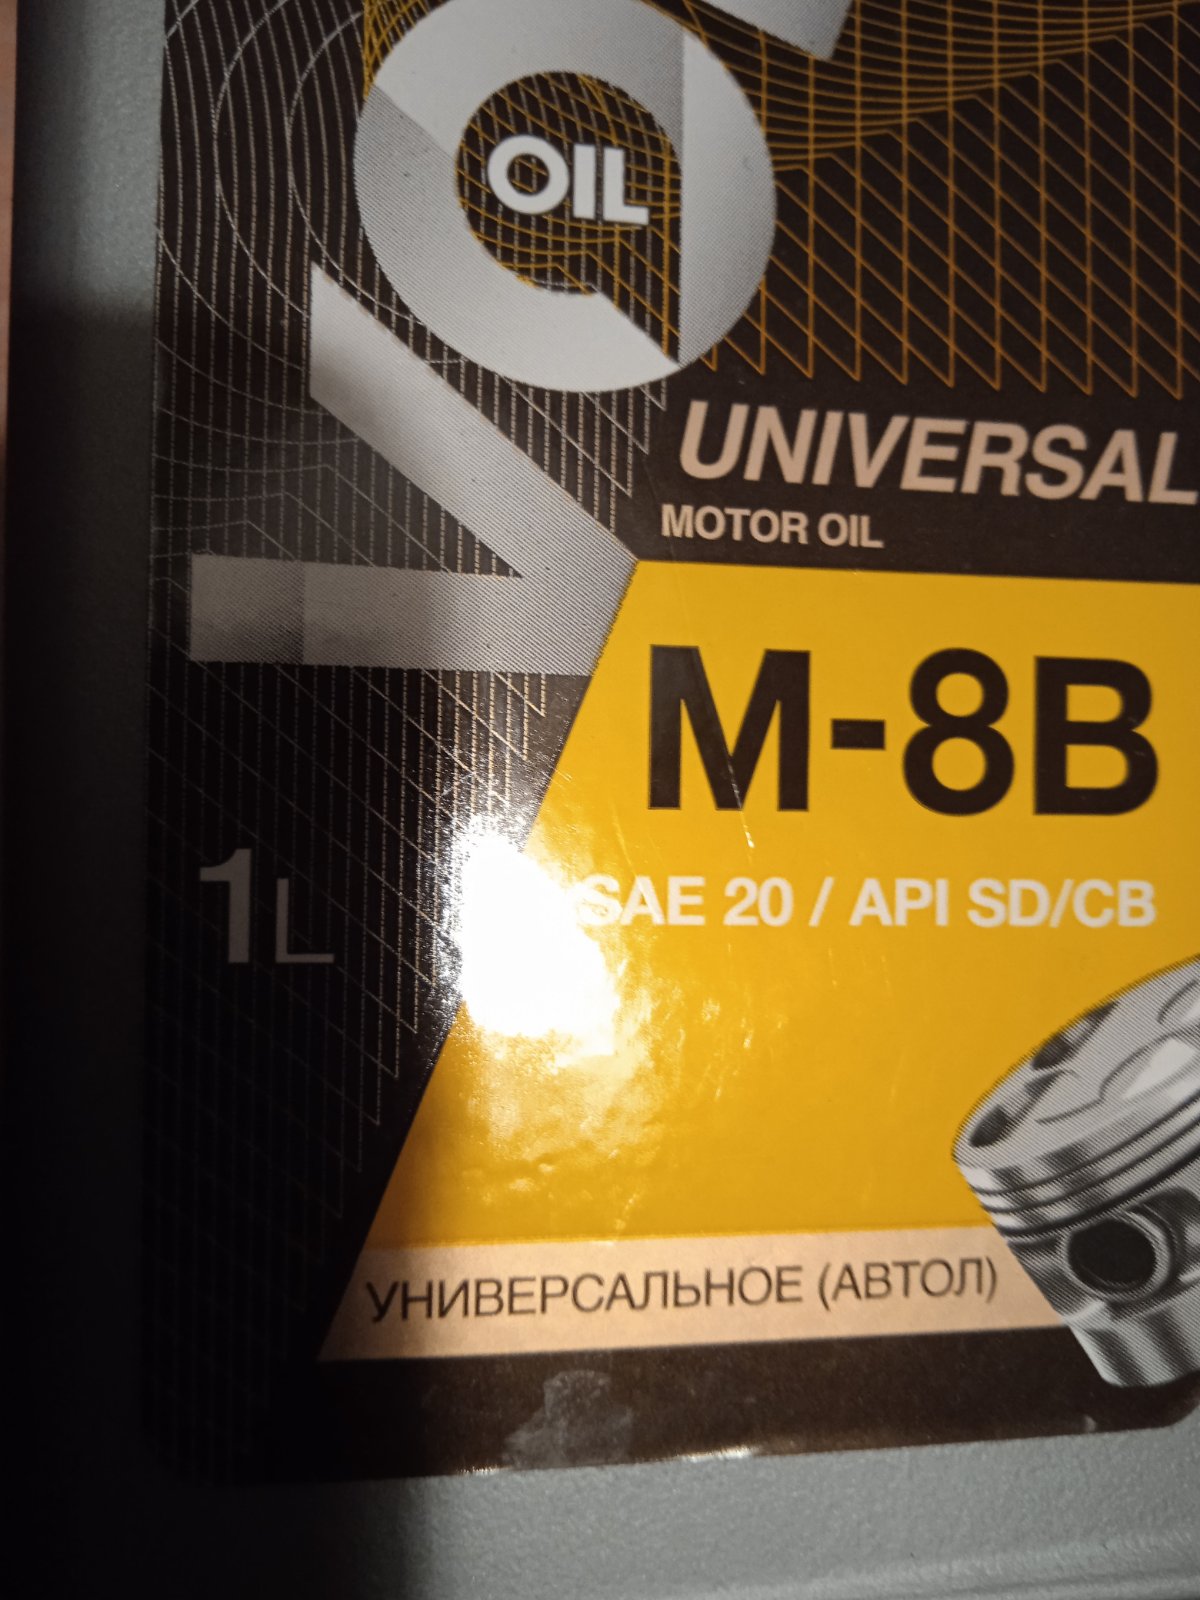 OIL
UNIVERSAL
MOTOR OIL
M-8B
SAE 20 / API SD/CB
1L
УНИВЕРСАЛЬНОЕ (АВТОЛ)